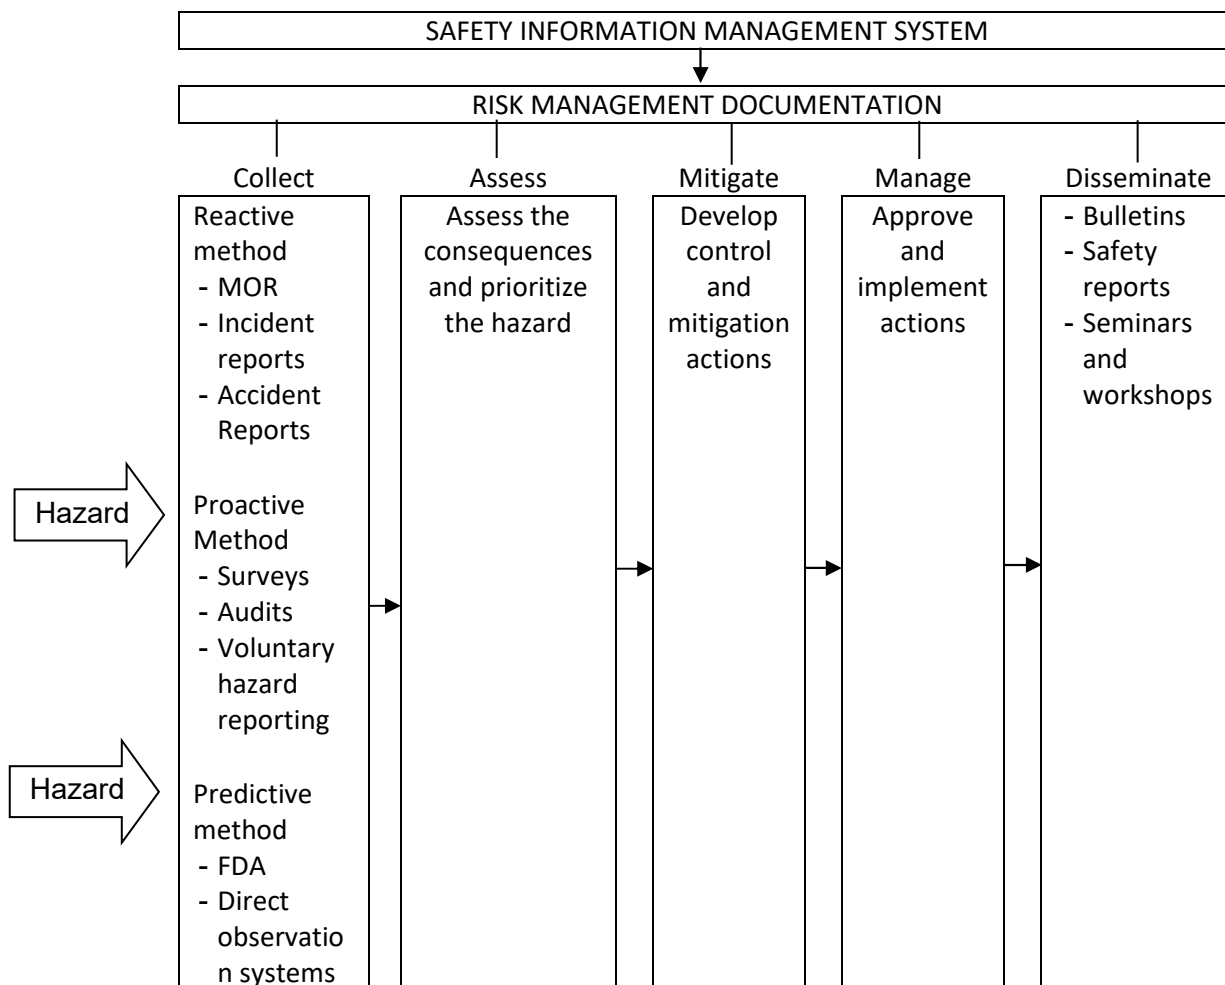 SAFETY INFORMATION MANAGEMENT SYSTEM
RISK MANAGEMENT DOCUMENTATION
Collect
Reactive
method
- MOR
- Incident
reports
- Accident
Reports
Proactive
Method
- Surveys
- Audits
- Voluntary
hazard
reporting
Predictive
method
- FDA
- Direct
observatio
n systems
Assess
Assess the
consequences
and prioritize
the hazard
Mitigate
Develop
control
and
mitigation
actions
Manage
Approve
and
implement
actions
Disseminate
- Bulletins
- Safety
reports
- Seminars
and
workshops
Hazard
Hazard